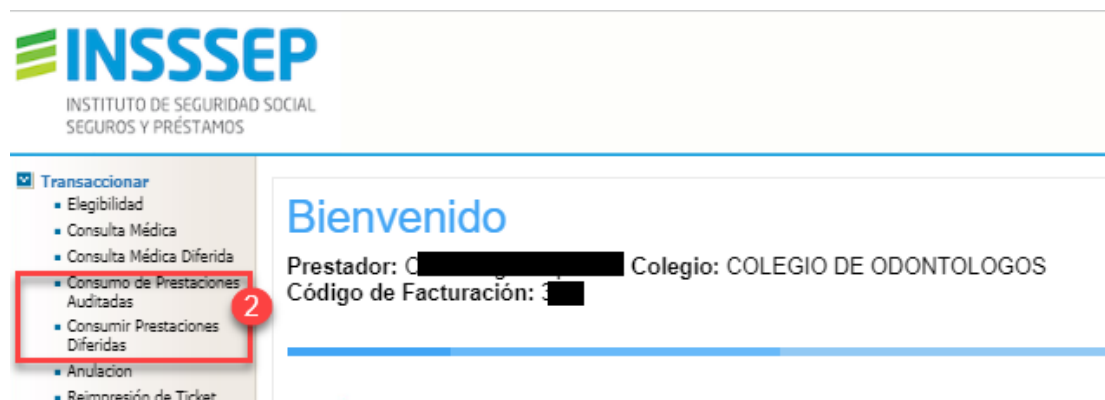 INSSSEP
INSTITUTO DE SEGURIDAD SOCIAL
SEGUROS Y PRÉSTAMOS
Transaccionar
Elegibilidad
Consulta Médica
Consulta Médica Diferida
Consumo de Prestaciones
Auditadas
2
Consumir Prestaciones
Diferidas
Anulacion
Reimpresión de Ticket
Bienvenido
Prestador: Colegio: COLEGIO DE ODONTOLOGOS
Código de Facturación: